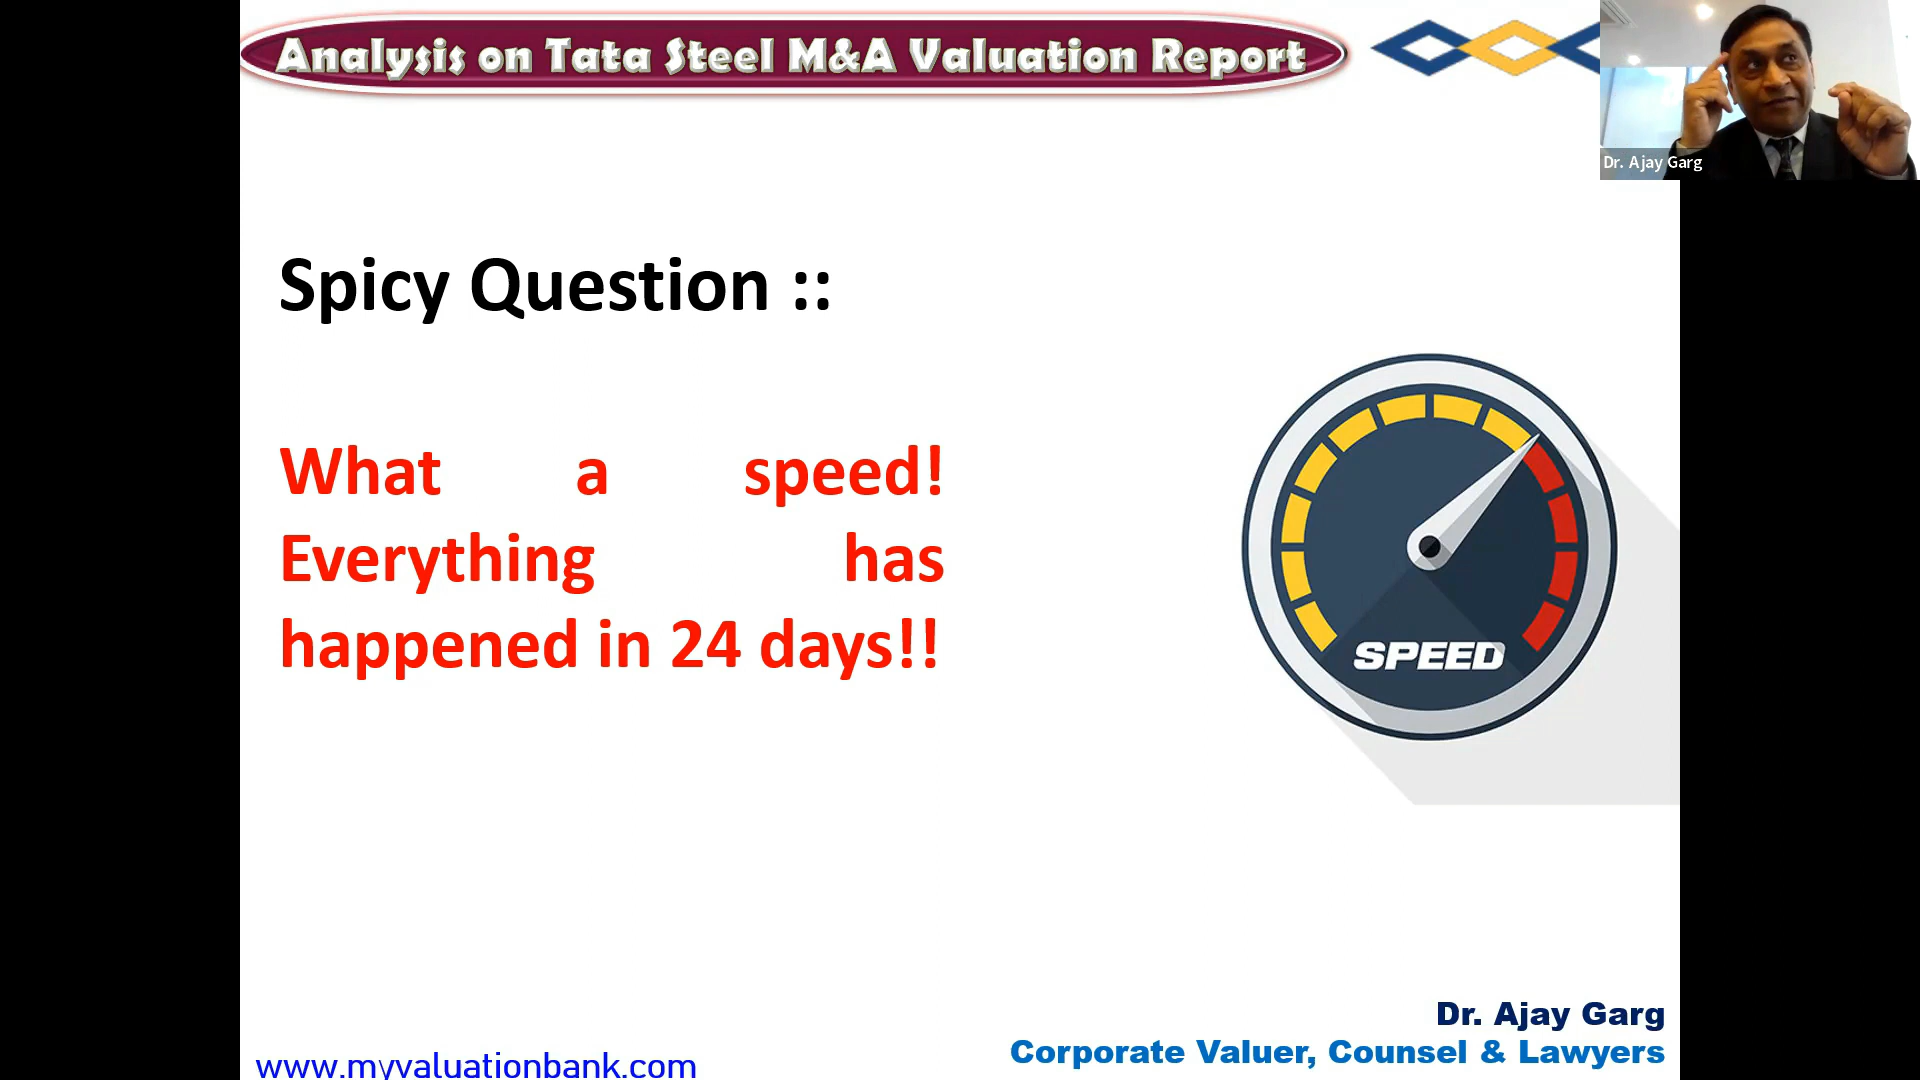 Analysis on Tata Steel M&A Valuation Report
Dr. Ajay Garg
Spicy Question ::
What a speed!
Everything has
happened in 24 days!!
SPEED
Dr. Ajay Garg
Corporate Valuer, Counsel & Lawyers
www.myvaluationbank.com